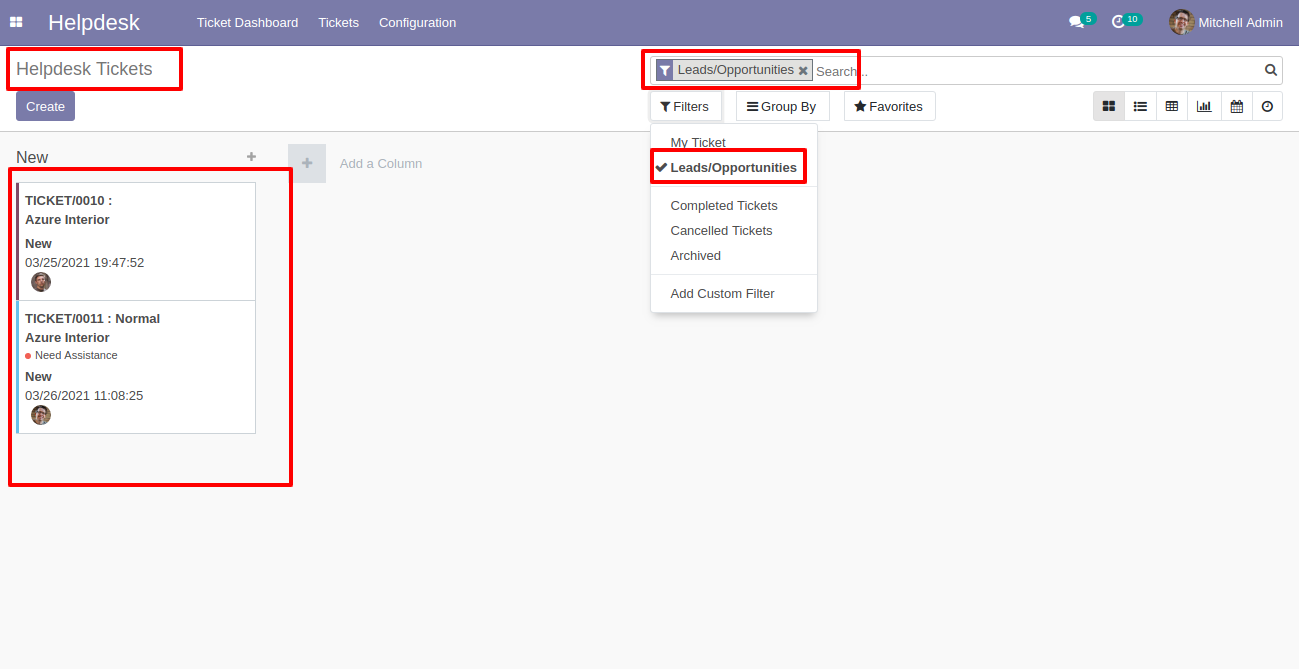 Helpdesk
Ticket Dashboard Tickets Configuration
5 10 Mitchell Admin
Helpdesk Tickets
Leads/Opportunities Search...
Create
Filters Group By Favorites
My Ticket
Leads/Opportunities
Completed Tickets
Cancelled Tickets
Archived
Add Custom Filter
New
Add a Column
TICKET/0010 :
Azure Interior
New
03/25/2021 19:47:52
TICKET/0011 : Normal
Azure Interior
Need Assistance
New
03/26/2021 11:08:25